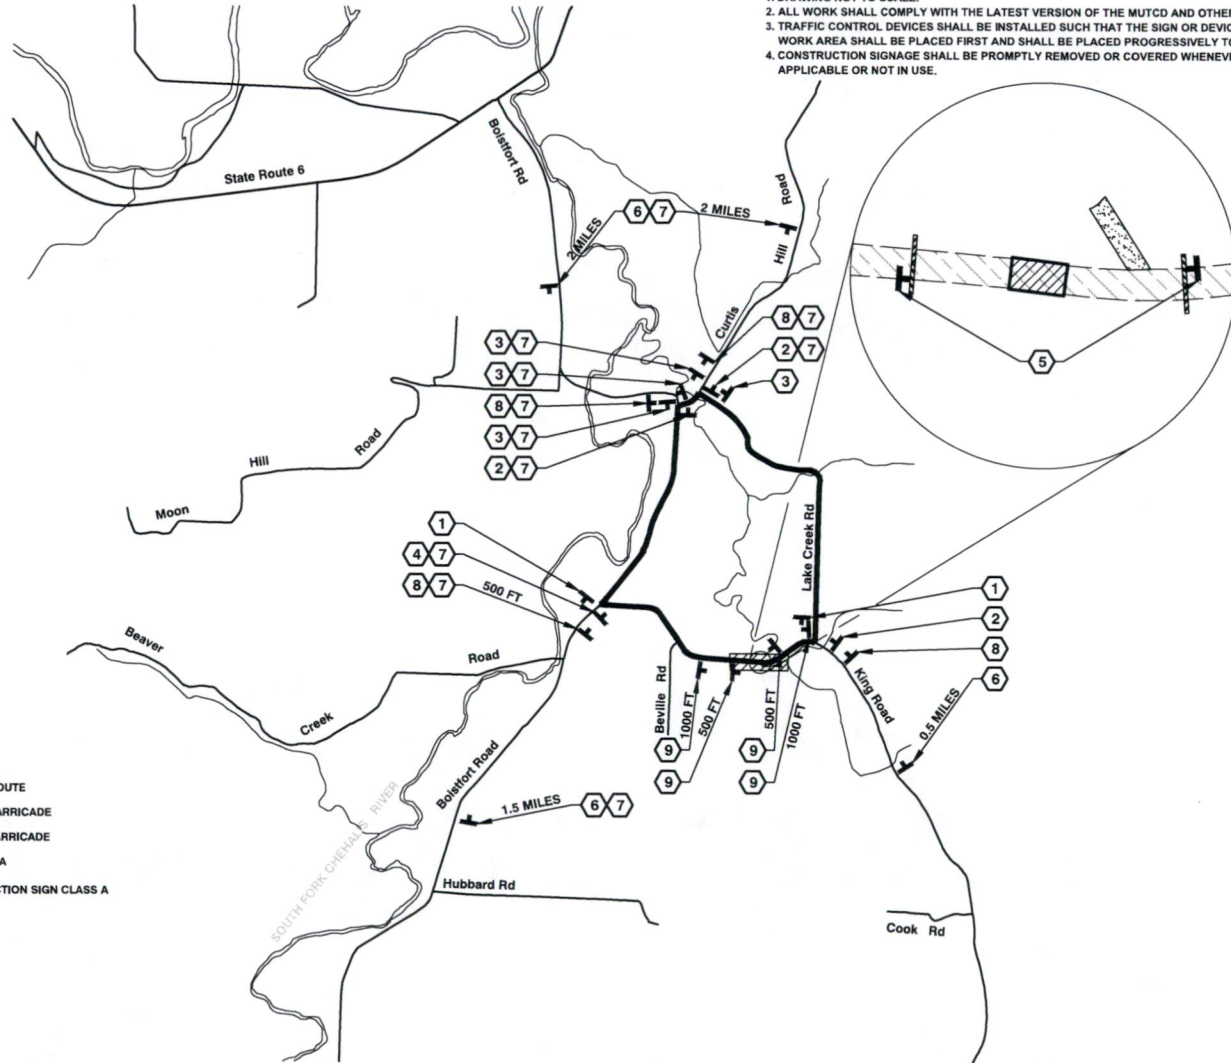 2. ALL WORK SHALL COMPLY WITH THE LATEST VERSION OF THE MUTCD AND OTHE
3. TRAFFIC CONTROL DEVICES SHALL BE INSTALLED SUCH THAT THE SIGN OR DEVIC
WORK AREA SHALL BE PLACED FIRST AND SHALL BE PLACED PROGRESSIVELY TO
4. CONSTRUCTION SIGNAGE SHALL BE PROMPTLY REMOVED OR COVERED WHENEV
APPLICABLE OR NOT IN USE.
Boistfort Rd
State Route 6
Road
Hill
Curtis
2 MILES
6 7
2 MILES
8 7
2 7
3
3 7
3 7
8 7
3 7
2 7
5
Road
Hill
Moon
Lake Creek Rd
1
4 7
8 7
500 FT
1
2
8
6
Beaver
Creek
Road
Beville Rd
1000 FT
500 FT
500 FT
1000 FT
9
9
9
9
King Road
0.5 MILES
Boistfort Road
1.5 MILES
6 7
SOUTH FORK CHEHALIS RIVER
Hubbard Rd
Cook Rd
OUTE
ARRICADE
RRICADE
A
TION SIGN CLASS A